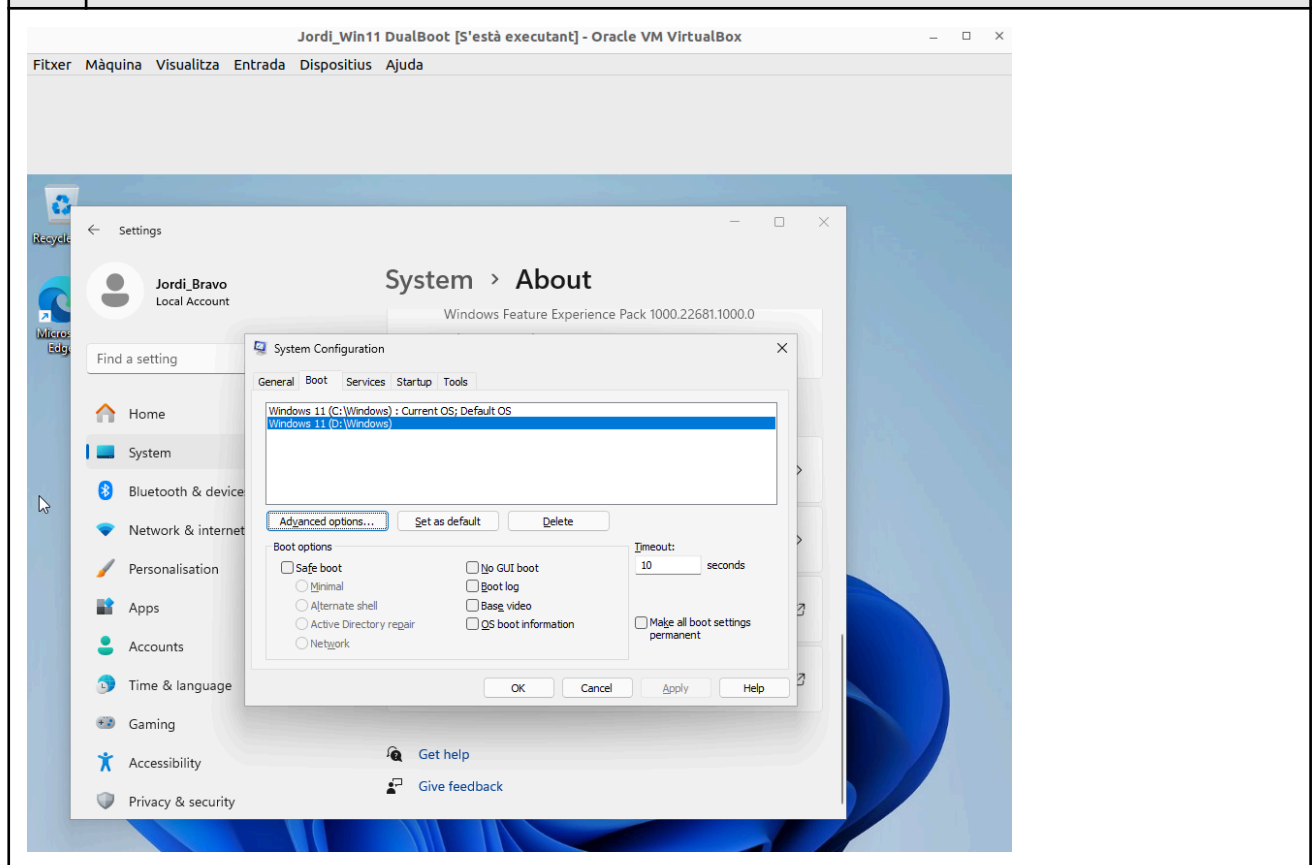 Jordi_Win11 DualBoot [S'està executant] - Oracle VM VirtualBox
Fitxer Màquina Visualitza Entrada Dispositius Ajuda
Recycle
Micros
Edg
Settings
Jordi_Bravo
Local Account
System > About
Windows Feature Experience Pack 1000.22681.1000.0
Find a setting
System Configuration
General Boot Services Startup Tools
Windows 11 (C:\Windows) : Current OS; Default OS
Windows 11 (D:\Windows)
Advanced options... Set as default Delete
Boot options
Timeout:
Safe boot
No GUI boot
10 seconds
Minimal
Boot log
Alternate shell
Base video
Active Directory repair
OS boot information
Make all boot settings
permanent
Network
OK Cancel Apply Help
Home
System
Bluetooth & device
Network & internet
Personalisation
Apps
Accounts
Time & language
Gaming
Accessibility
Privacy & security
Get help
Give feedback